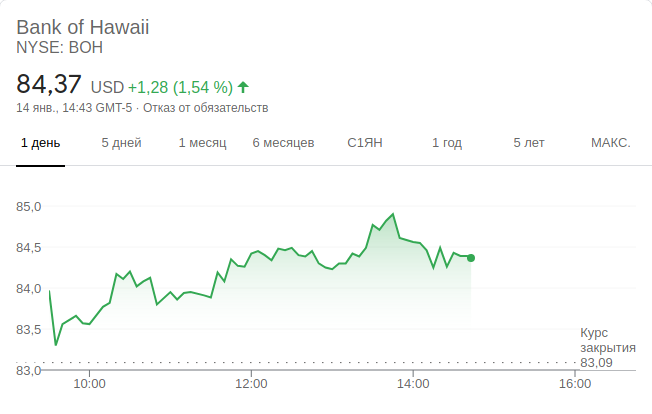 Bank of Hawaii
NYSE: BOH
84,37 USD +1,28 (1,54 %)
14 янв., 14:43 GMT-5 · Отказ от обязательств
1 день 5 дней 1 месяц 6 месяцев С1ЯН 1 год 5 лет МАКС.
85,0
84,5
84,0
83,5
Курс
закрытия
83,09
83,0
10:00 12:00 14:00 16:00